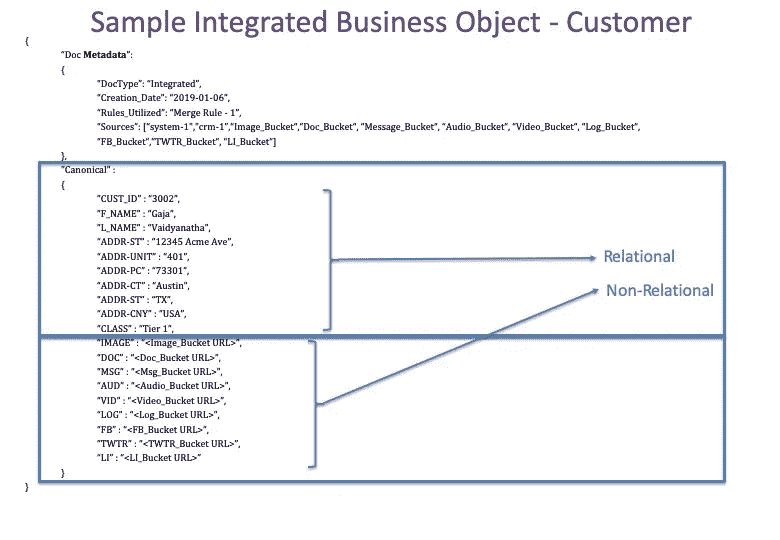 Sample Integrated Business Object - Customer
{
“Doc Metadata”:
{
“DocType”: “Integrated”,
“Creation_Date”: “2019-01-06”,
“Rules_Utilized”: “Merge Rule - 1”,
“Sources”: [“system-1”,”crm-1”,”Image_Bucket”,”Doc_Bucket”, “Message_Bucket”, “Audio_Bucket”, “Video_Bucket”, “Log_Bucket”,
“FB_Bucket”,”TWTR_Bucket”, “LI_Bucket”]
},
“Canonical” :
{
“CUST_ID” : “3002”,
“F_NAME” : “Gaja”,
“L_NAME” : “Vaidyanatha”,
“ADDR-ST” : “12345 Acme Ave”,
“ADDR-UNIT” : “401”,
“ADDR-PC” : “73301”,
“ADDR-CT” : “Austin”,
“ADDR-ST” : “TX”,
“ADDR-CNY” : “USA”,
“CLASS” : “Tier 1”,
Relational
Non-Relational
“IMAGE” : “<Image_Bucket URL>”,
“DOC” : “<Doc_Bucket URL>”,
“MSG” : “<Msg_Bucket URL>”,
“AUD” : “<Audio_Bucket URL>”,
“VID” : “<Video_Bucket URL>”,
“LOG” : “<Log_Bucket URL>”,
“FB” : “<FB_Bucket URL>”,
“TWTR” : “<TWTR_Bucket URL>”,
“LI” : “<LI_Bucket URL>”
}
}